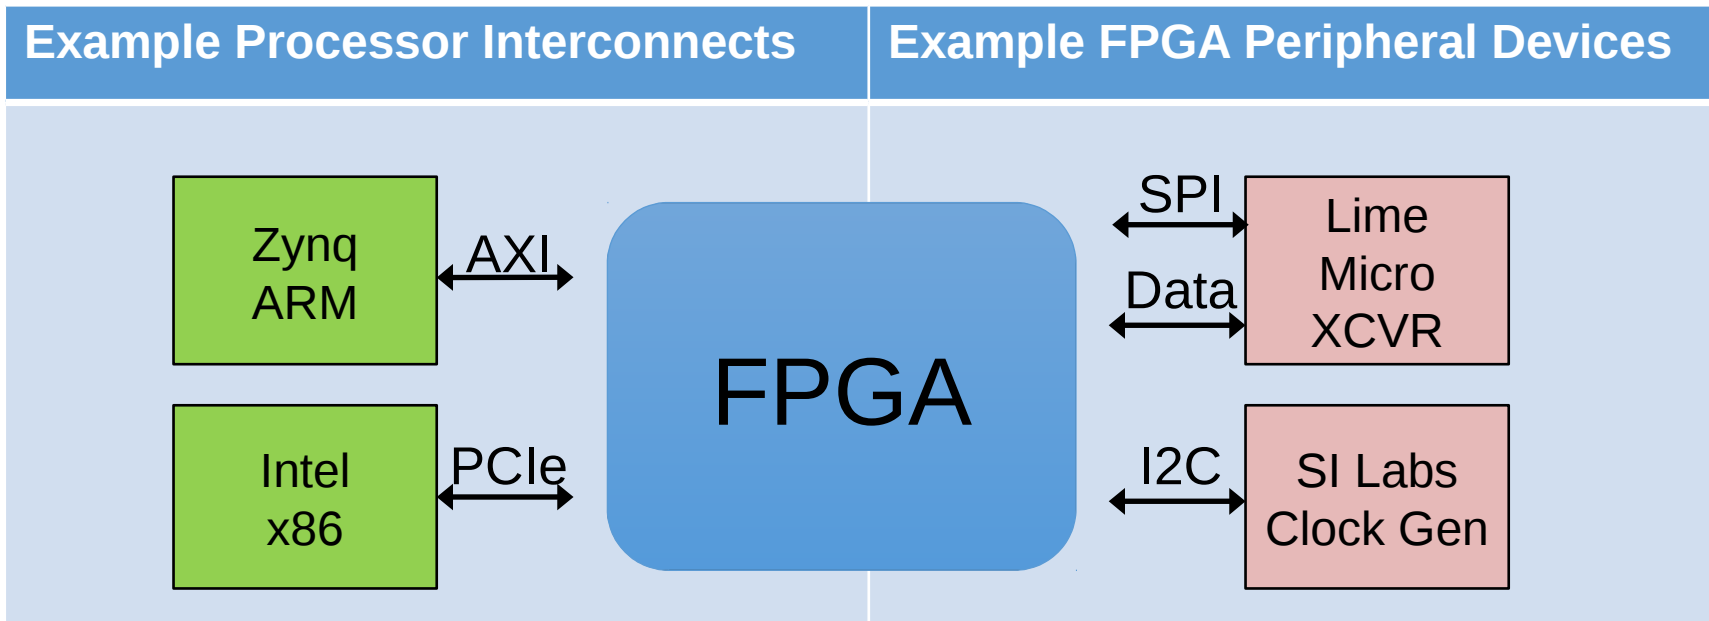 Example Processor Interconnects
Example FPGA Peripheral Devices
Zynq
ARM
AXI
Intel
x86
PCIe
FPGA
SPI
Data
Lime
Micro
XCVR
I2C
SI Labs
Clock Gen